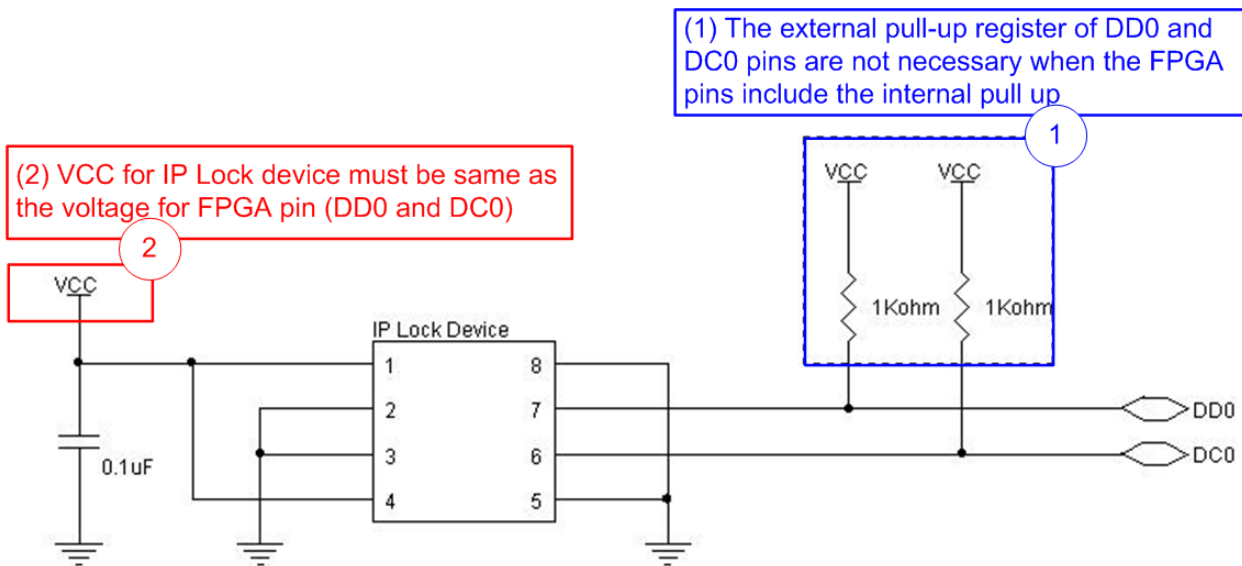 (1) The external pull-up register of DD0 and
DC0 pins are not necessary when the FPGA
pins include the internal pull up
1
(2) VCC for IP Lock device must be same as
the voltage for FPGA pin (DD0 and DC0)
2
VCC
VCC
VCC
1Kohm
1Kohm
IP Lock Device
1
8
2
7
DD0
3
6
DC0
4
5
0.1uF